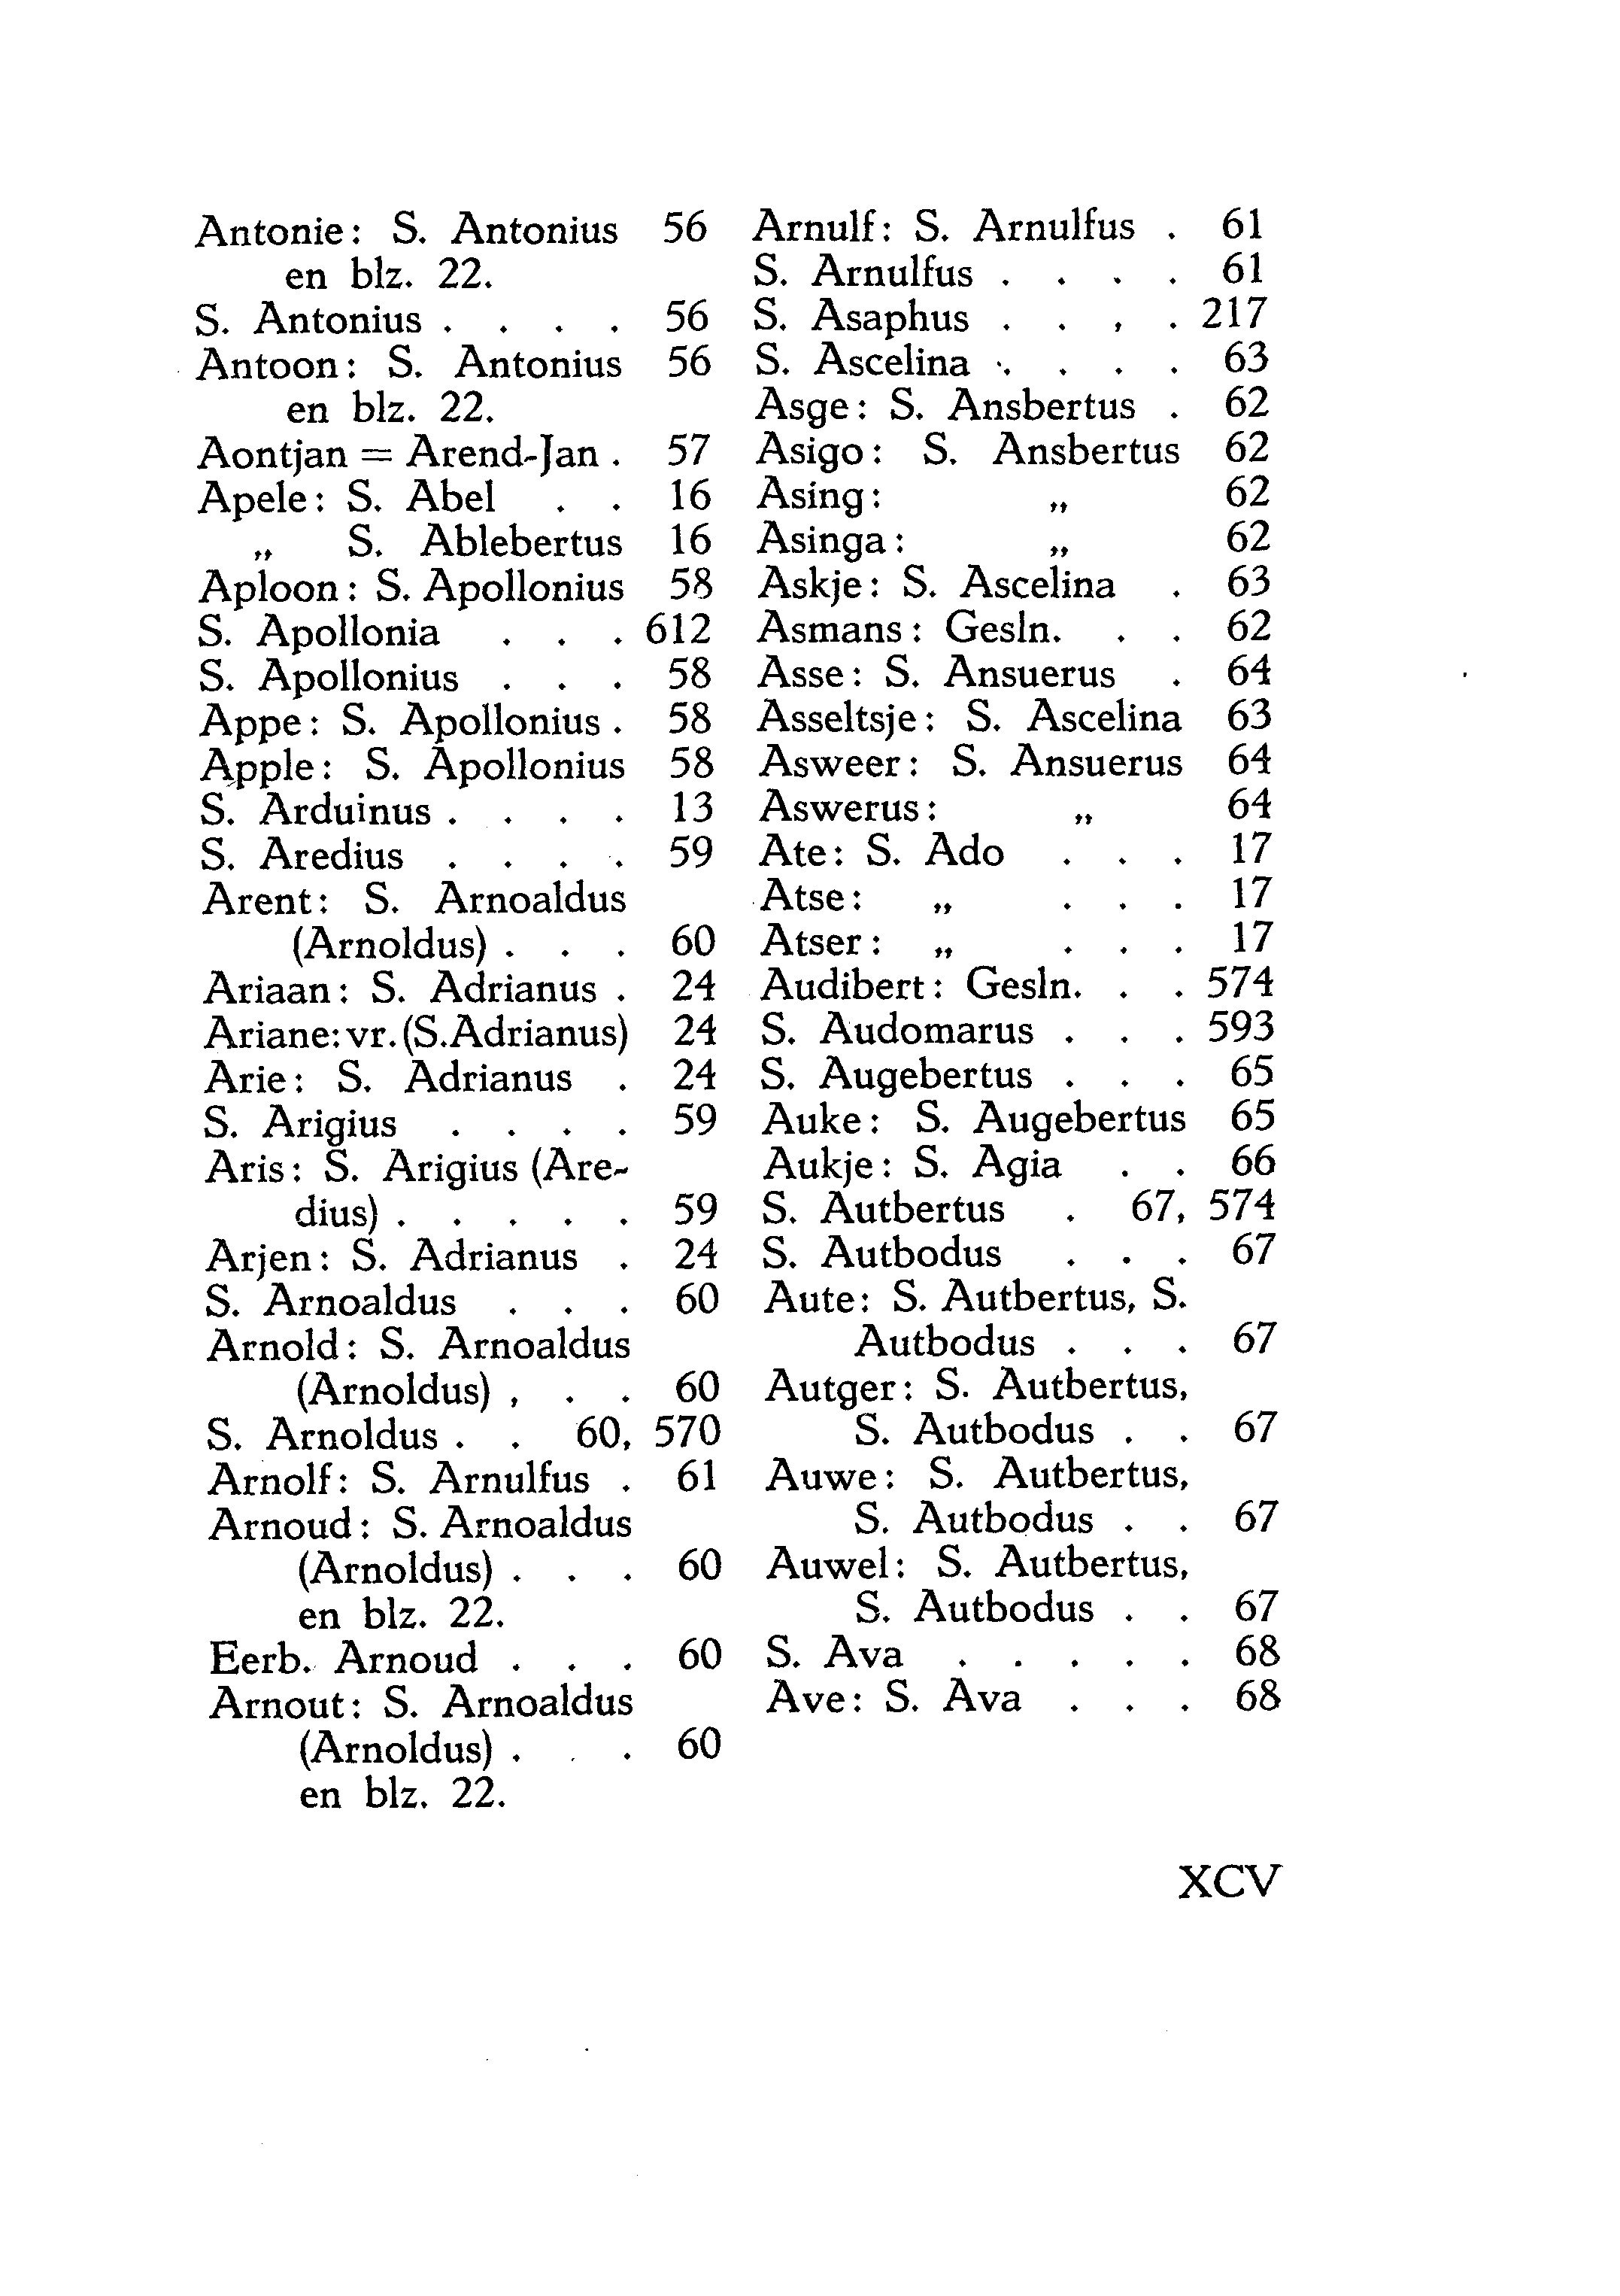 Antonie: S. Antonius 56
en blz. 22.
S. Antonius . . . . 56
Antoon: S. Antonius 56
en blz. 22.
Aontjan = Arend-Jan . 57
Apele: S. Abel . . 16
„ S. Ablebertus 16
Aploon: S. Apollonius 58
S. Apollonia . . . 612
S. Apollonius . . . 58
Appe: S. Apollonius . 58
Apple: S. Apollonius 58
S. Arduinus . . . . 13
S. Aredius . . . . 59
Arent: S. Arnoaldus
(Arnoldus) . . . 60
Ariaan: S. Adrianus . 24
Ariane: vr. (S. Adrianus) 24
Arie: S. Adrianus . 24
S. Arigius . . . . 59
Aris: S. Arigius (Are-
dius) . . . . . 59
Arjen: S. Adrianus . 24
S. Arnoaldus . . . 60
Arnold: S. Arnoaldus
(Arnoldus) , . . 60
S. Arnoldus . . 60, 570
Arnolf: S. Arnulfus . 61
Arnoud: S. Arnoaldus
(Arnoldus) . . . 60
en blz. 22.
Eerb. Arnoud . . . 60
Arnout: S. Arnoaldus
(Arnoldus) . . . 60
en blz. 22.
Arnulf: S. Arnulfus . 61
S. Arnulfus . . . . 61
S. Asaphus . . , . 217
S. Ascelina . . . . 63
Asge: S. Ansbertus . 62
Asigo: S. Ansbertus 62
Asing: „ 62
Asinga: „ 62
Askje: S. Ascelina . 63
Asmans: Gesln. . . 62
Asse: S. Ansuerus . 64
Asseltsje: S. Ascelina 63
Asweer: S. Ansuerus 64
Aswerus: „ 64
Ate: S. Ado . . . 17
Atse: „ . . . 17
Atser: „ . . . 17
Audibert: Gesln. . . 574
S. Audomarus . . . 593
S. Augebertus . . . 65
Auke: S. Augebertus 65
Aukje: S. Agia . . 66
S. Autbertus . 67, 574
S. Autbodus . . . 67
Aute: S. Autbertus, S.
Autbodus . . . 67
Autger: S. Autbertus,
S. Autbodus . . 67
Auwe: S. Autbertus,
S. Autbodus . . 67
Auwel: S. Autbertus,
S. Autbodus . . 67
S. Ava . . . . . 68
Ave: S. Ava . . . 68
XCV